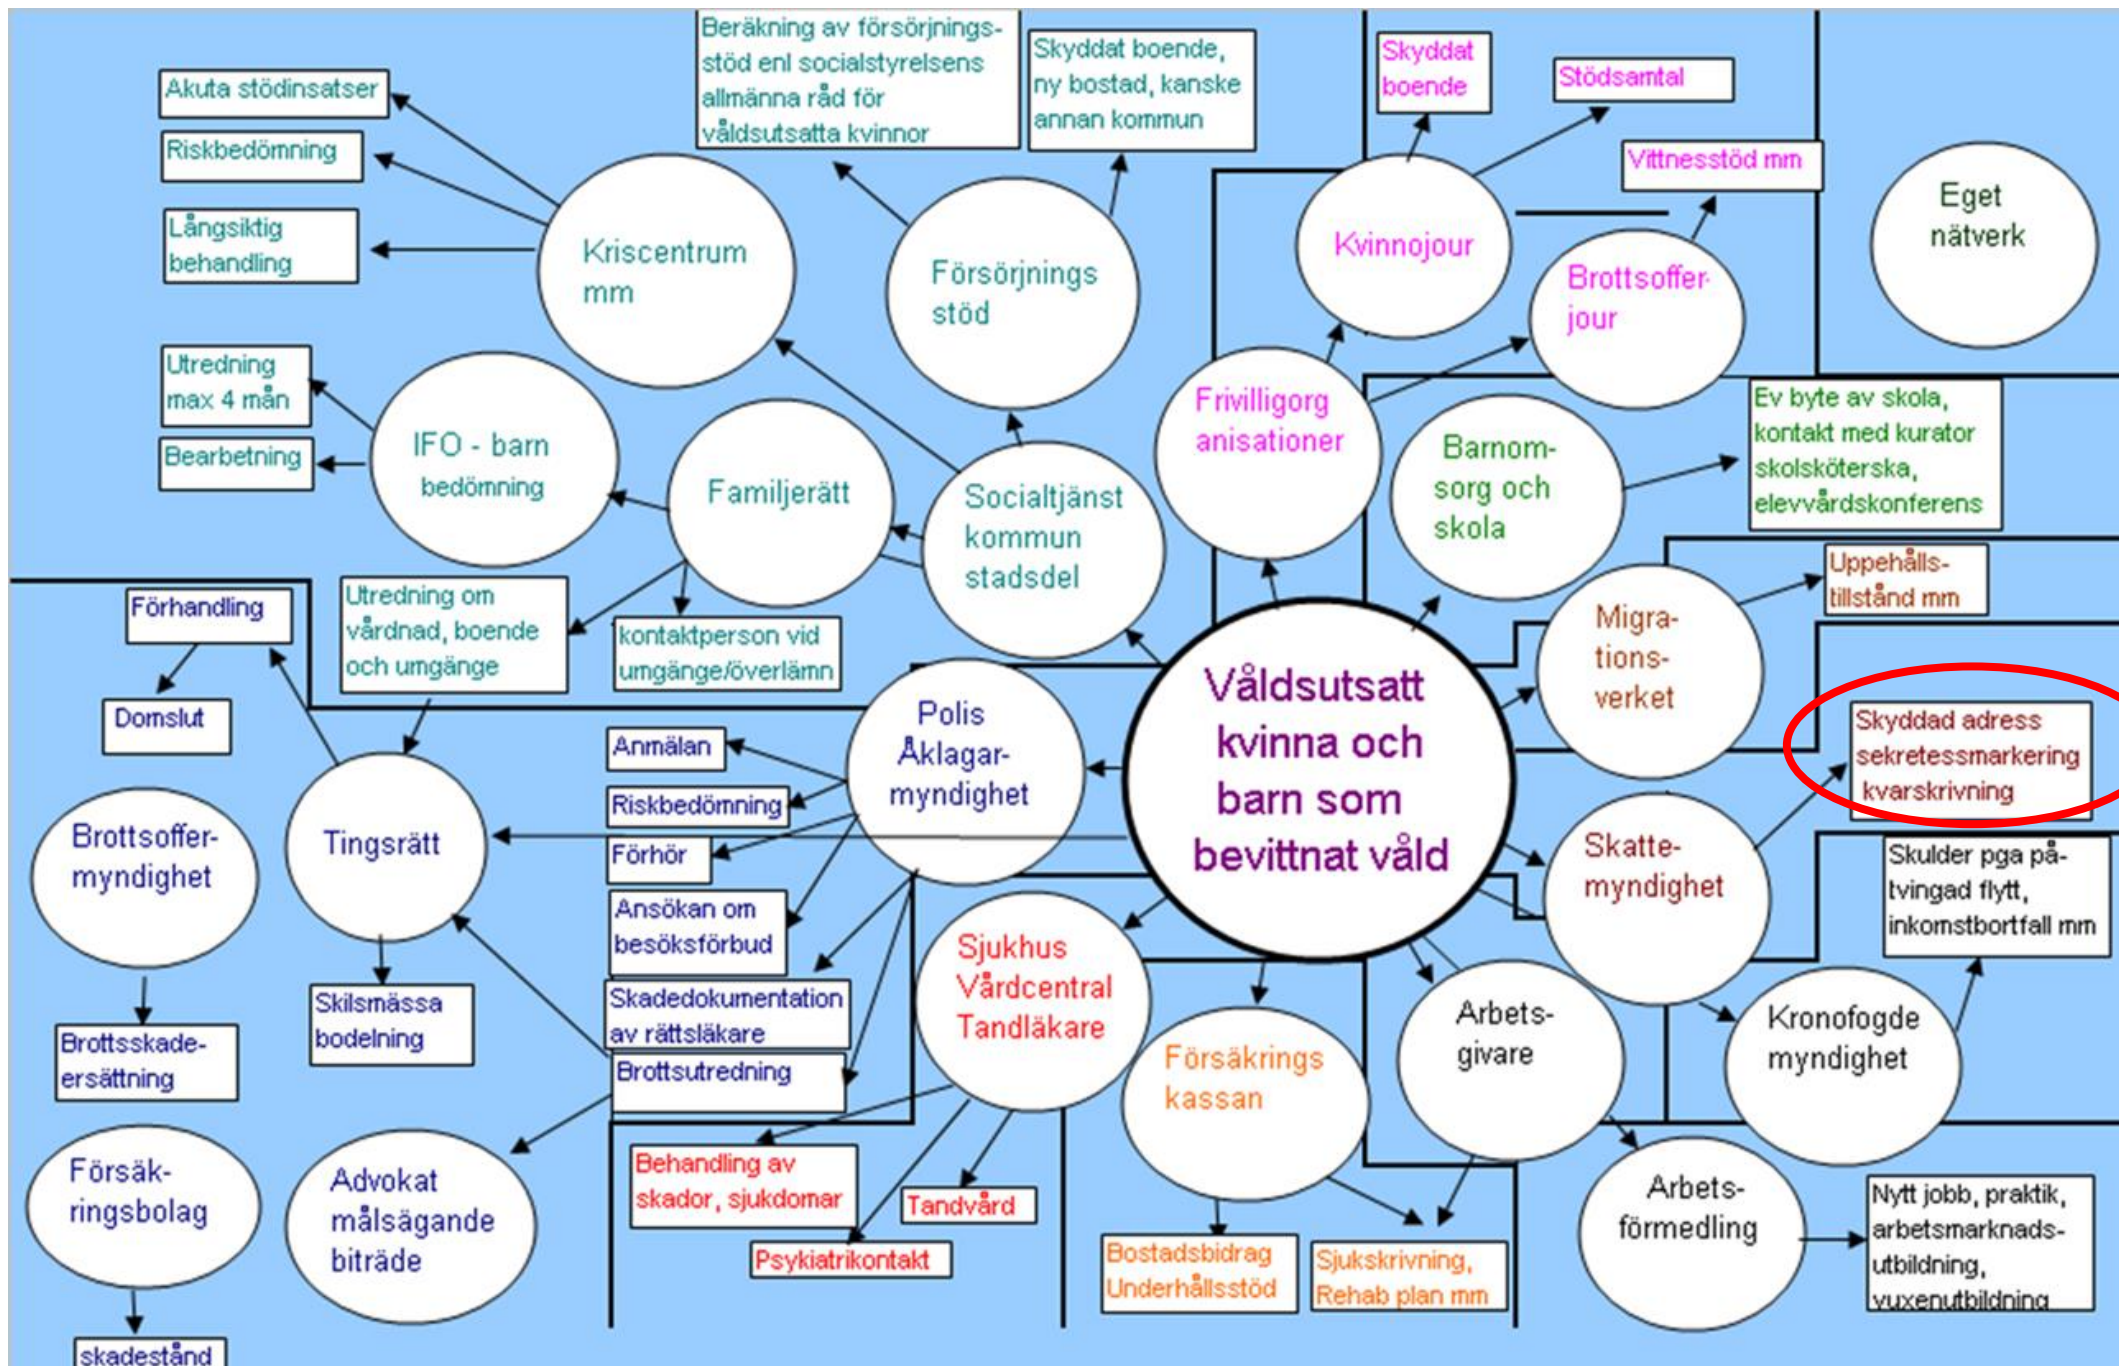 Beräkning av försörjnings-
stöd enl socialstyrelsens
allmänna råd för
våldsutsatta kvinnor
Skyddat boende,
ny bostad, kanske
annan kommun
Skyddat
boende
Stödsamtal
Akuta stödinsatser
Riskbedömning
Långsiktig
behandling
Kriscentrum
mm
Försörjnings
stöd
Kvinnojour
Vittnesstöd mm
Brottsoffer-
jour
Eget
nätverk
Utredning
max 4 mån
Bearbetning
IFO - barn
bedömning
Familjerätt
Socialtjänst
kommun
stadsdel
Frivilligorg
anisationer
Barnom-
sorg och
skola
Ev byte av skola,
kontakt med kurator
skolsköterska,
elevvårdskonferens
Uppehålls-
tillstånd mm
Migra-
tions-
verket
Förhandling
Utredning om
vårdnad, boende
och umgänge
kontaktperson vid
umgänge/överlämn
Domslut
Polis
Åklagar-
myndighet
Våldsutsatt
kvinna och
barn som
bevittnat våld
Skyddad adress
sekretessmarkering
kvarskrivning
Anmälan
Riskbedömning
Förhör
Ansökan om
besöksförbud
Skadedokumentation
av rättsläkare
Brottsutredning
Brottsoffer-
myndighet
Tingsrätt
Skatte-
myndighet
Skulder pga på-
tvingad flytt,
inkomstbortfall mm
Sjukhus
Vårdcentral
Tandläkare
Försäkrings
kassan
Arbets-
givare
Kronofogde
myndighet
Brottsskade-
ersättning
Skilsmässa
bodelning
Försäk-
ringsbolag
Advokat
målsägande
biträde
Behandling av
skador, sjukdomar
Tandvård
Psykiatrikontakt
Bostadsbidrag
Underhållsstöd
Sjukskrivning,
Rehab plan mm
Arbets-
förmedling
Nytt jobb, praktik,
arbetsmarknads-
utbildning,
vuxenutbildning
skadestånd